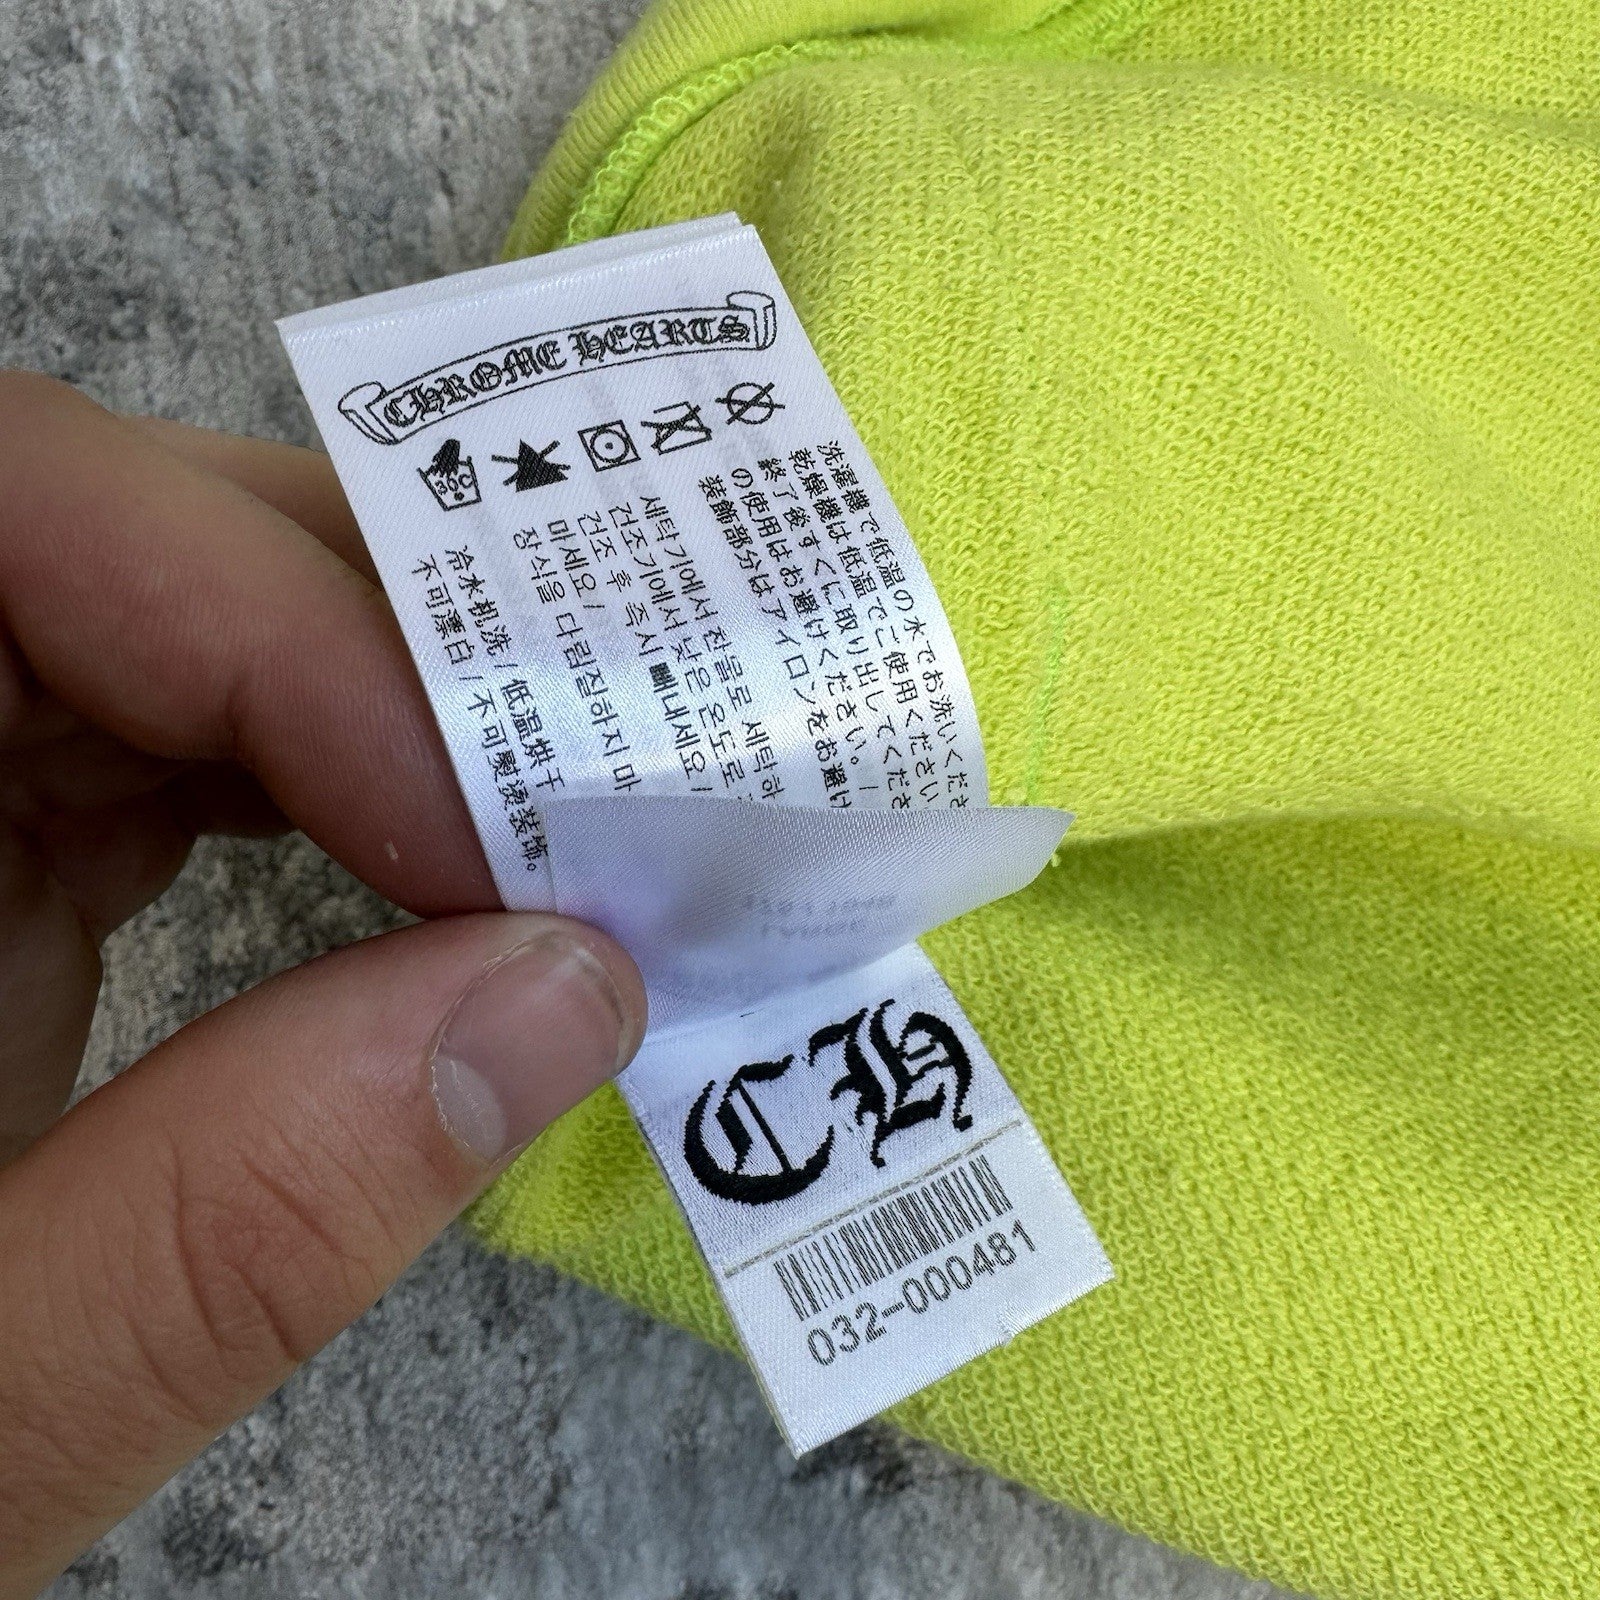 CHROME HEARTS
30C
洗濯機で低温の水でお洗いくださ
乾燥機は低温でご使用ください
終了後すぐに取り出してくださ
の使用はお避けください。/
装飾部分はアイロンをお避け
세탁기에서 찬물로 세탁하
건조기에서 낮은 온도로
건조 후 즉시 빼내세요/
마세요/
장식을 다림질하지 마
冷水机洗/低温烘干
不可漂白/不可熨烫装饰。
CH
032-000481